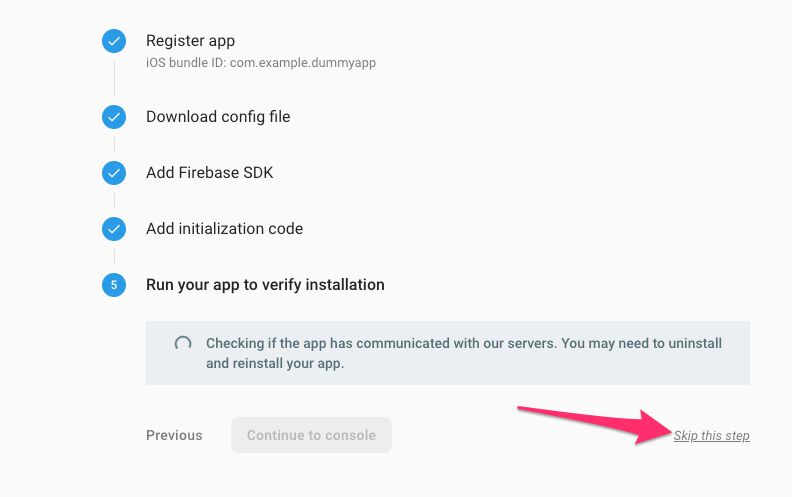 Register app
iOS bundle ID: com.example.dummyapp
Download config file
Add Firebase SDK
Add initialization code
5 Run your app to verify installation
Checking if the app has communicated with our servers. You may need to uninstall
and reinstall your app.
Previous Continue to console Skip this step